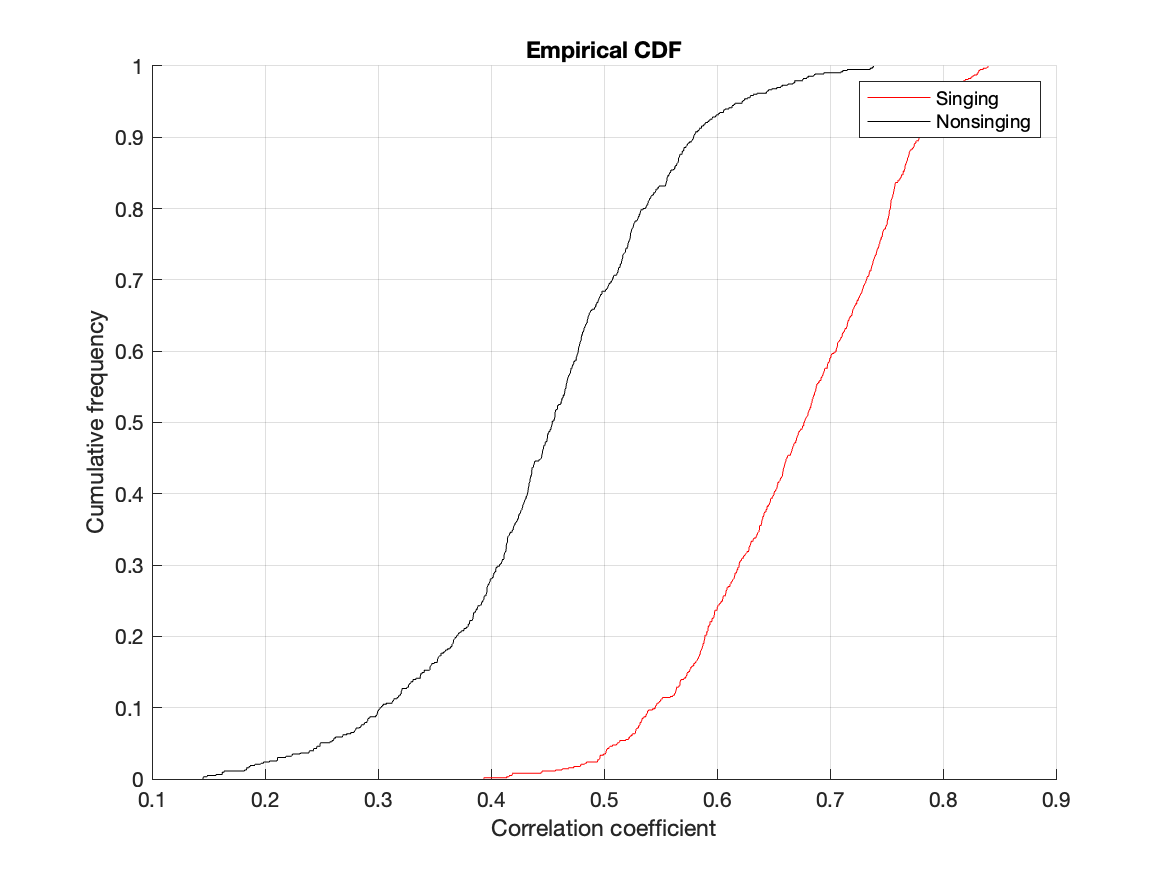 Empirical CDF
1
0.9
0.8
0.7
0.6
0.5
0.4
0.3
0.2
0.1
0
Cumulative frequency
Singing
Nonsinging
0.1 0.2 0.3 0.4 0.5 0.6 0.7 0.8 0.9
Correlation coefficient